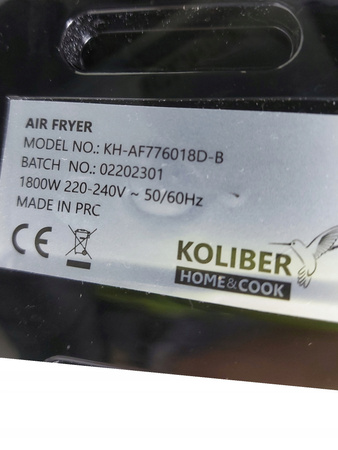 AIR FRYER
MODEL NO.: KH-AF776018D-B
BATCH NO.: 02202301
1800W 220-240V ~ 50/60Hz
MADE IN PRC
CE
KOLIBER
HOME&COOK